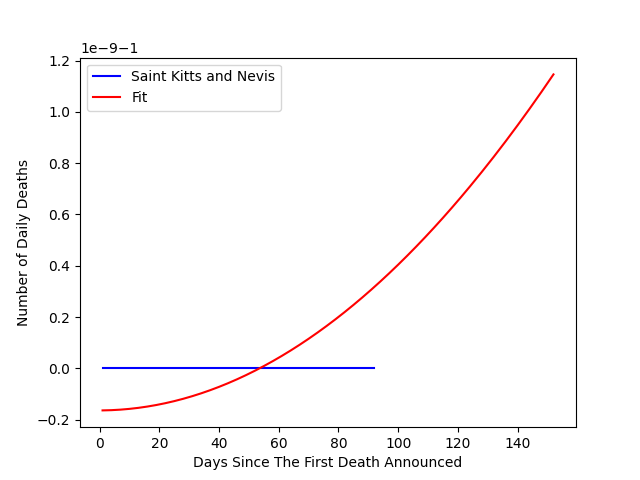 1e−9−1
1.2
1.0
0.8
0.6
0.4
0.2
0.0
−0.2
Number of Daily Deaths
Saint Kitts and Nevis
Fit
0 20 40 60 80 100 120 140
Days Since The First Death Announced